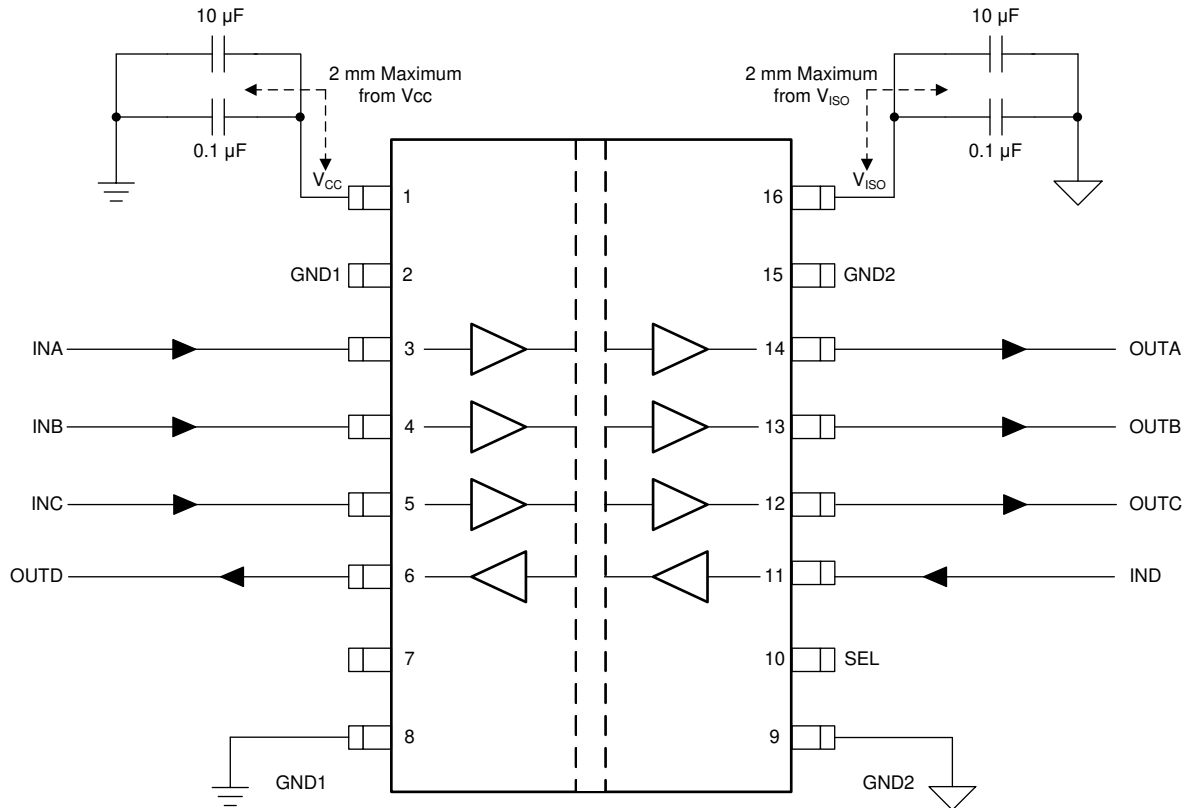 10 µF
10 µF
2 mm Maximum
from Vcc
2 mm Maximum
from VISO
0.1 µF
0.1 µF
VCC
VISO
1
16
GND1
2
15
GND2
INA
3
14
OUTA
INB
4
13
OUTB
INC
5
12
OUTC
OUTD
6
11
IND
7
10
SEL
8
9
GND1
GND2